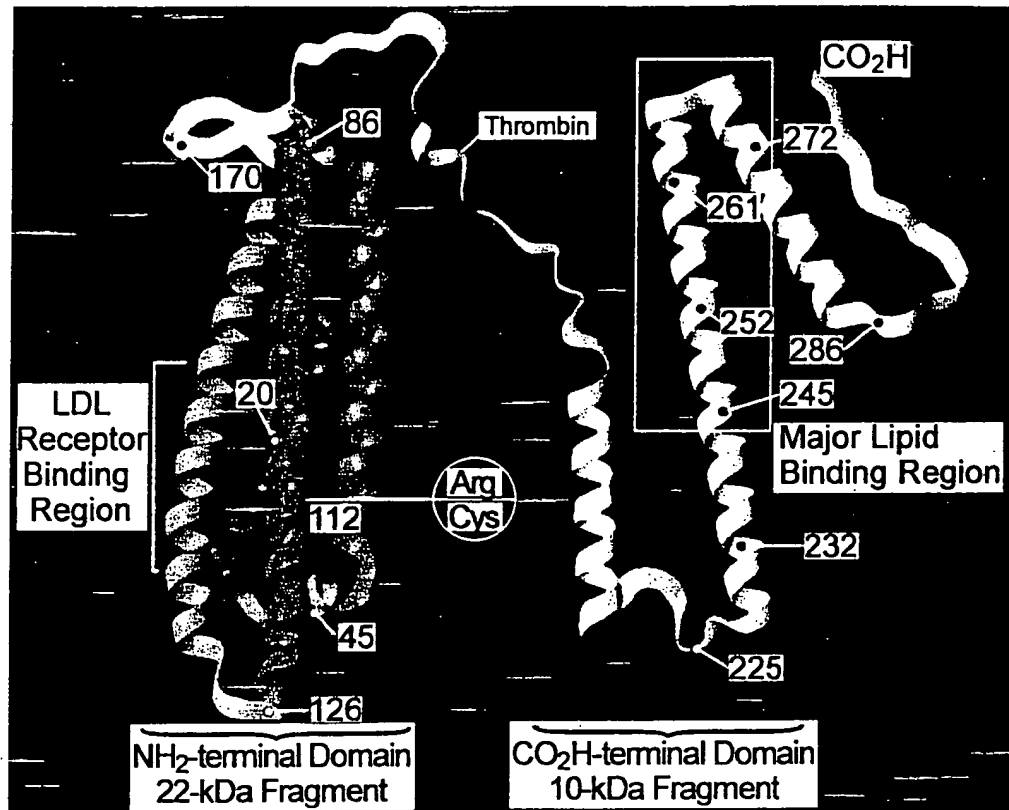 CO₂H
86
Thrombin
272
170
261
252
286
20
245
LDL
Receptor
Binding
Region
Major Lipid
Binding Region
Arg
Cys
112
232
45
225
126
NH₂-terminal Domain
22-kDa Fragment
CO₂H-terminal Domain
10-kDa Fragment